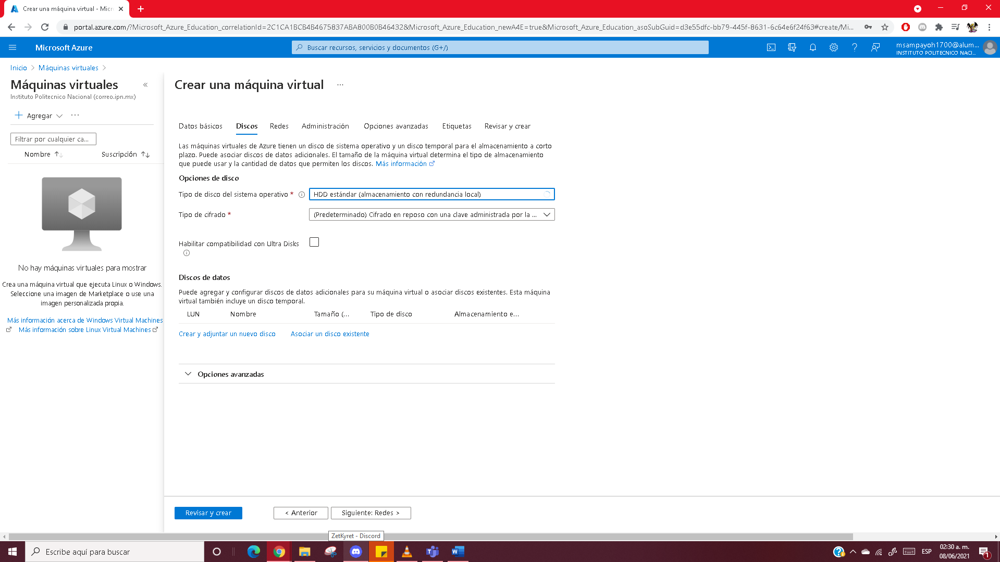 Crear una máquina virtual - Micr
portal.azure.com/?Microsoft_Azure_Education_correlationId=2C1CA1BCB4B4675837ABA800B0B46432&Microsoft_Azure_Education_newA4E=true&Microsoft_Azure_Education_asoSubGuid=d3e55dfc-bb79-445f-8631-6c64e6f24f63#create/Mi...
Microsoft Azure
Buscar recursos, servicios y documentos (G+/)
msampayoh1700@alum...
INSTITUTO POLITECNICO NACI...
Inicio > Máquinas virtuales >
Máquinas virtuales
Instituto Politecnico Nacional (correo.ipn.mx)
Agregar
Filtrar por cualquier ca...
Nombre
Suscripción
No hay máquinas virtuales para mostrar
Crea una máquina virtual que ejecuta Linux o Windows.
Seleccione una imagen de Marketplace o use una
imagen personalizada propia.
Más información acerca de Windows Virtual Machines
Más información sobre Linux Virtual Machines
Crear una máquina virtual ...
Datos básicos
Discos
Redes
Administración
Opciones avanzadas
Etiquetas
Revisar y crear
Las máquinas virtuales de Azure tienen un disco de sistema operativo y un disco temporal para el almacenamiento a corto
plazo. Puede asociar discos de datos adicionales. El tamaño de la máquina virtual determina el tipo de almacenamiento
que puede usar y la cantidad de datos que permiten los discos. Más información
Opciones de disco
Tipo de disco del sistema operativo *
HDD estándar (almacenamiento con redundancia local)
Tipo de cifrado *
(Predeterminado) Cifrado en reposo con una clave administrada por la ...
Habilitar compatibilidad con Ultra Disks
Discos de datos
Puede agregar y configurar discos de datos adicionales para su máquina virtual o asociar discos existentes. Esta máquina
virtual también incluye un disco temporal.
LUN
Nombre
Tamaño (...
Tipo de disco
Almacenamiento e...
Crear y adjuntar un nuevo disco
Asociar un disco existente
Opciones avanzadas
Revisar y crear
< Anterior
Siguiente: Redes >
ZetKyret - Discord
Escribe aquí para buscar
ESP
02:30 a. m.
08/06/2021
1